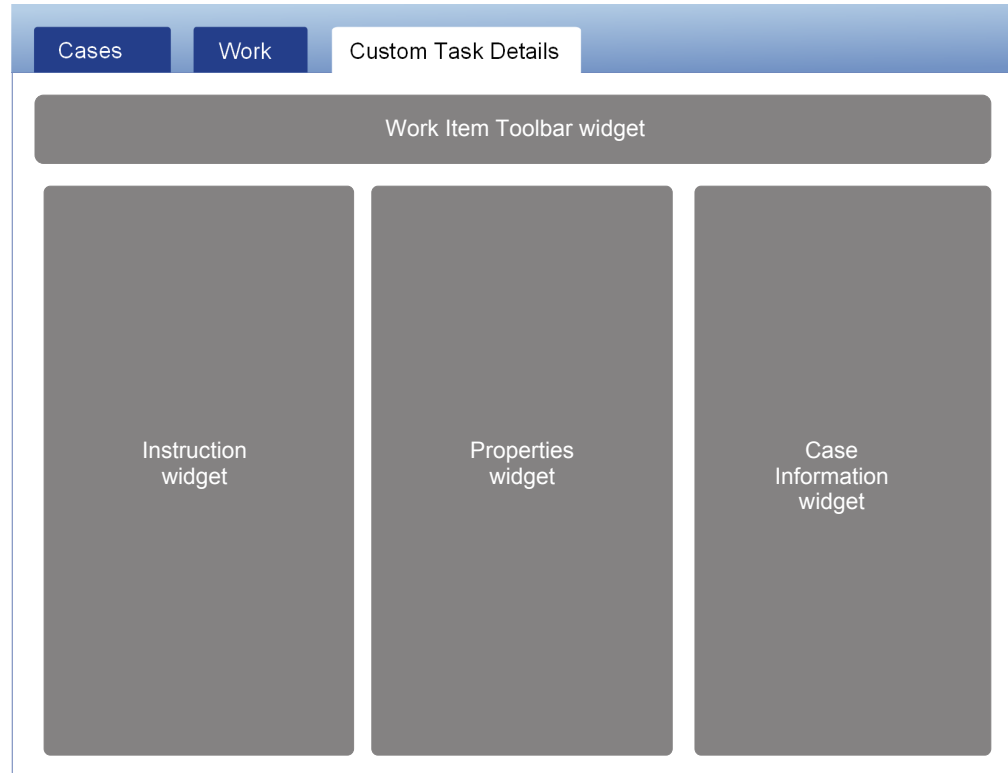 Cases
Work
Custom Task Details
Work Item Toolbar widget
Instruction
widget
Properties
widget
Case
Information
widget